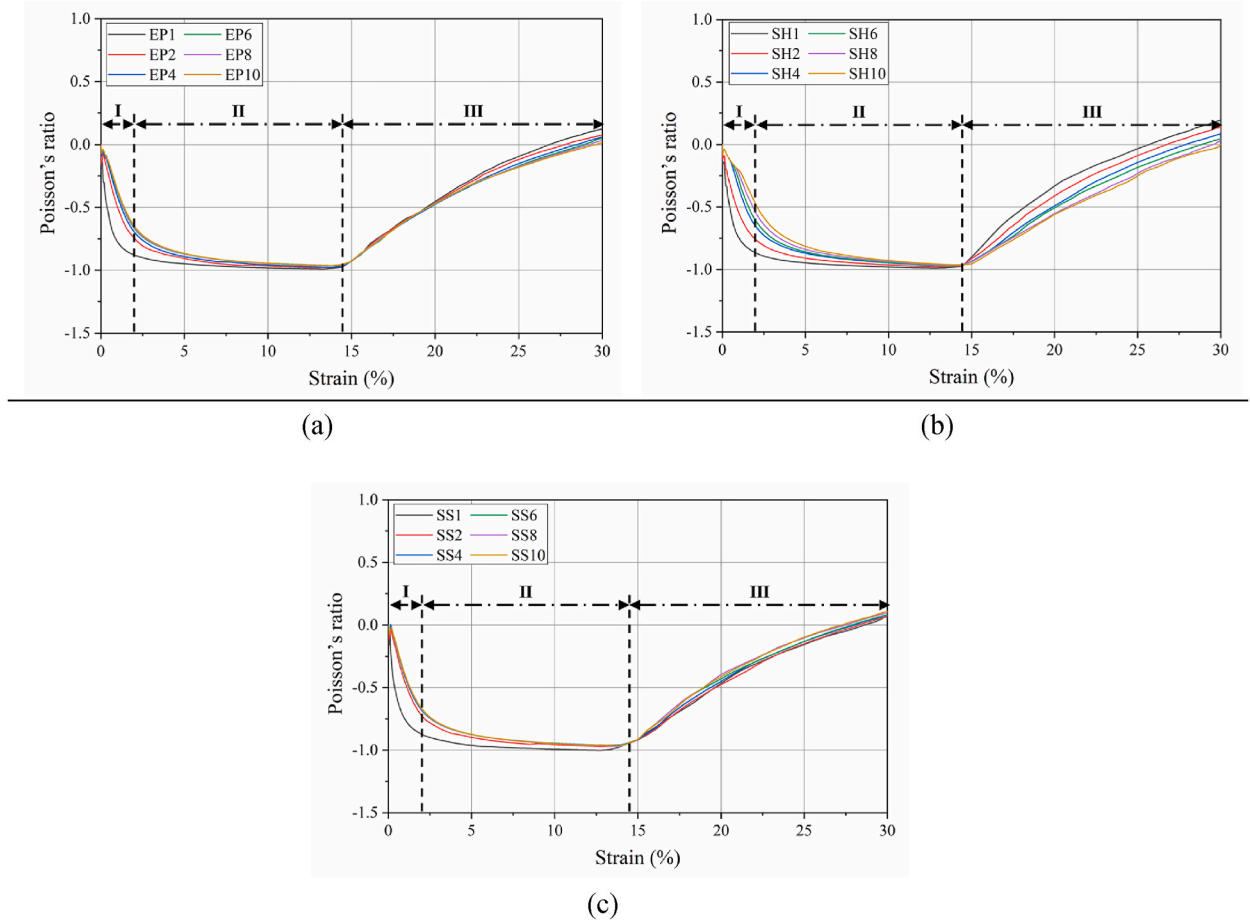 1.0
0.5
0.0
-0.5
-1.0
-1.5
Poisson’s ratio
EP1 EP6
EP2 EP8
EP4 EP10
I II III
0 5 10 15 20 25 30
Strain (%)
(a)
1.0
0.5
0.0
-0.5
-1.0
-1.5
Poisson’s ratio
SH1 SH6
SH2 SH8
SH4 SH10
I II III
0 5 10 15 20 25 30
Strain (%)
(b)
1.0
0.5
0.0
-0.5
-1.0
-1.5
Poisson’s ratio
SS1 SS6
SS2 SS8
SS4 SS10
I II III
0 5 10 15 20 25 30
Strain (%)
(c)